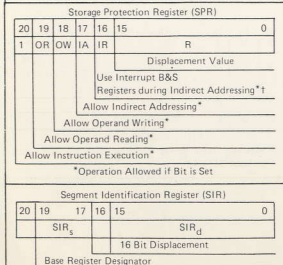 Storage Protection Register (SPR)
20 19 18 17 16 15 0
1 OR OW IA IR R
Displacement Value
Use Interrupt B&S
Registers during Indirect Addressing*†
Allow Indirect Addressing*
Allow Operand Writing*
Allow Operand Reading*
Allow Instruction Execution*
*Operation Allowed if Bit is Set
Segment Identification Register (SIR)
20 19 17 16 15 0
SIRs SIRd
16 Bit Displacement
Base Register Designator